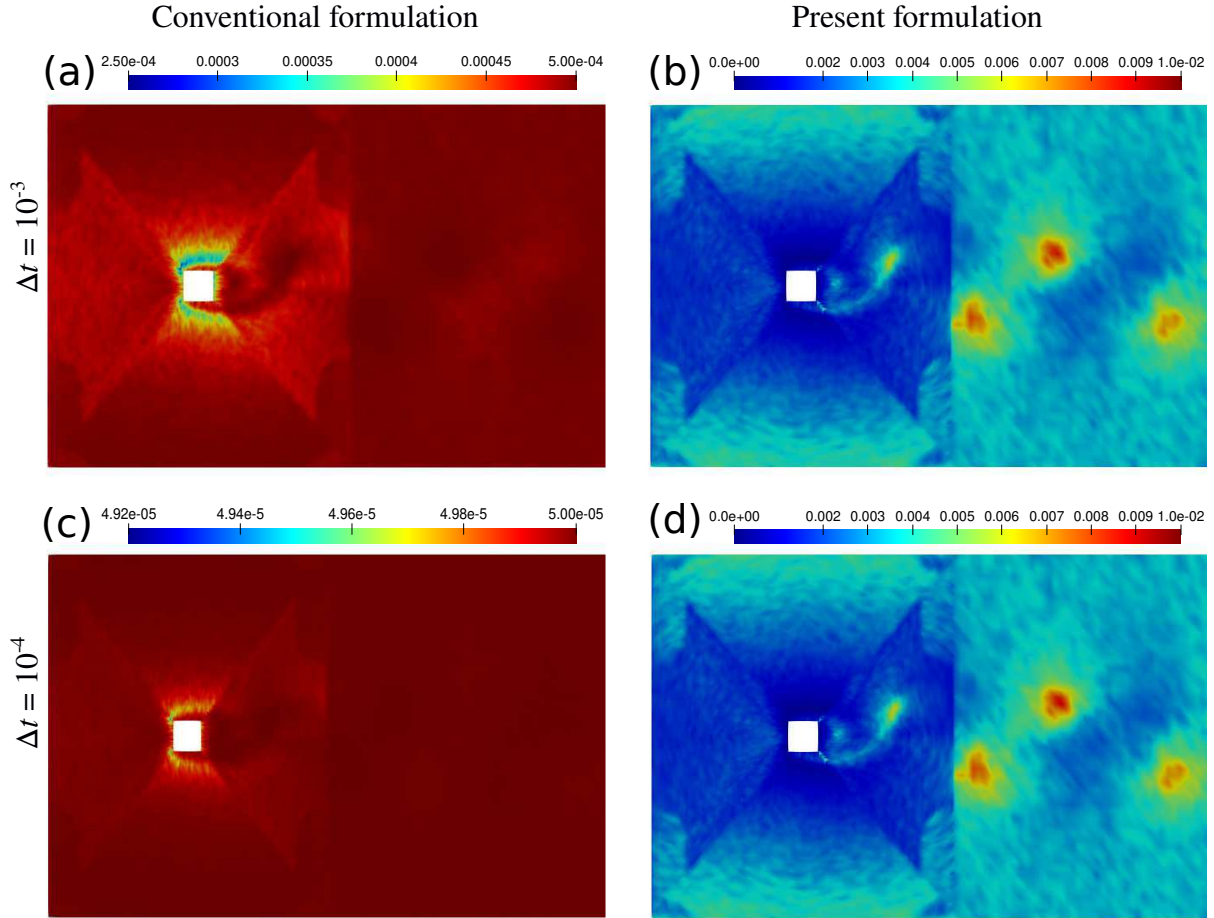 Conventional formulation
Present formulation
(a) 2.50e-04 0.0003 0.00035 0.0004 0.00045 5.00e-04
(b) 0.0e+00 0.002 0.003 0.004 0.005 0.006 0.007 0.009 1.0e-02
Δt = 10⁻³
(c) 4.92e-05 4.94e-5 4.96e-5 4.98e-5 5.00e-05
(d) 0.0e+00 0.002 0.003 0.004 0.005 0.006 0.007 0.009 1.0e-02
Δt = 10⁻⁴